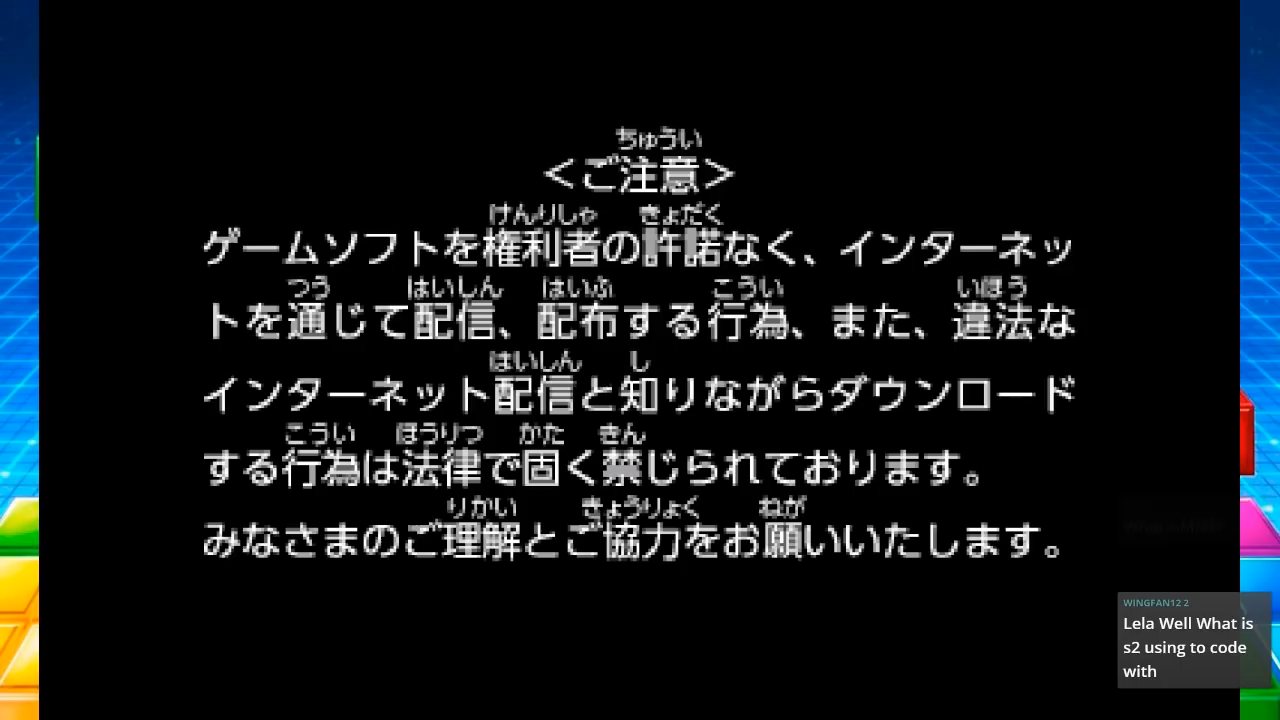 ちゅうい
<ご注意>
けんりしゃ きょだく
ゲームソフトを権利者の許諾なく、インターネッ
つう はいしん はいふ こうい いほう
トを通じて配信、配布する行為、また、違法な
はいしん し
インターネット配信と知りながらダウンロード
こうい ほうりつ かた きん
する行為は法律で固く禁じられております。
りかい きょうりょく ねが
みなさまのご理解とご協力をお願いいたします。
WINGFAN12 2
Lela Well What is
s2 using to code
with